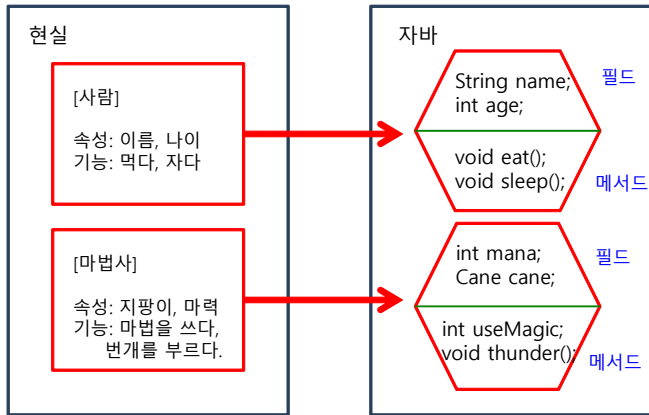 현실
[사람]
속성: 이름, 나이
기능: 먹다, 자다
[마법사]
속성: 지팡이, 마력
기능: 마법을 쓰다,
번개를 부르다.
자바
String name;
int age;
필드
void eat();
void sleep();
메서드
int mana;
Cane cane;
필드
int useMagic;
void thunder();
메서드